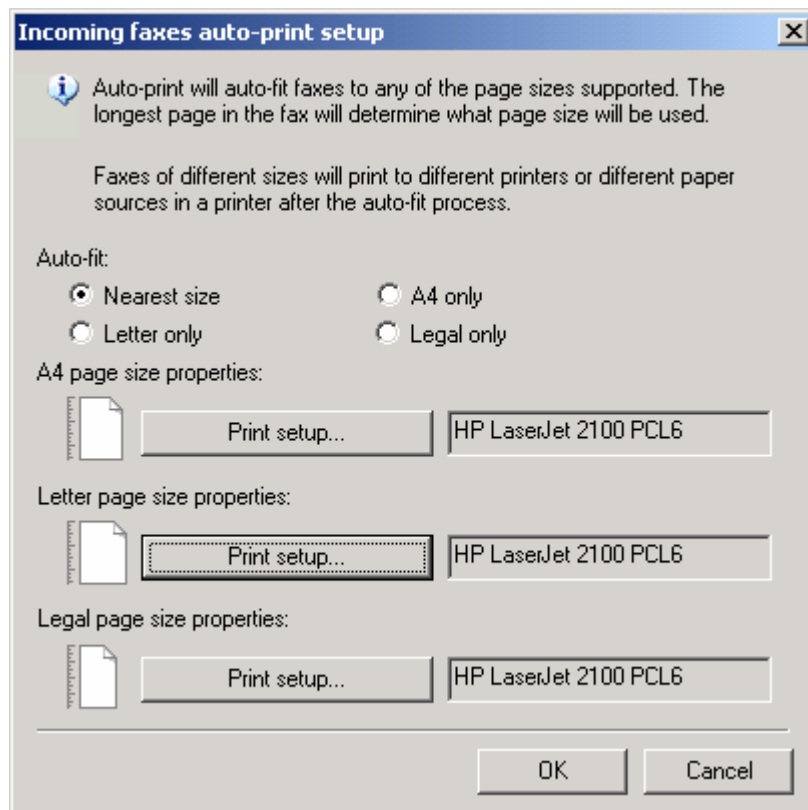 Incoming faxes auto-print setup
Auto-print will auto-fit faxes to any of the page sizes supported. The
longest page in the fax will determine what page size will be used.
Faxes of different sizes will print to different printers or different paper
sources in a printer after the auto-fit process.
Auto-fit:
Nearest size
A4 only
Letter only
Legal only
A4 page size properties:
Print setup...
HP LaserJet 2100 PCL6
Letter page size properties:
Print setup...
HP LaserJet 2100 PCL6
Legal page size properties:
Print setup...
HP LaserJet 2100 PCL6
OK
Cancel